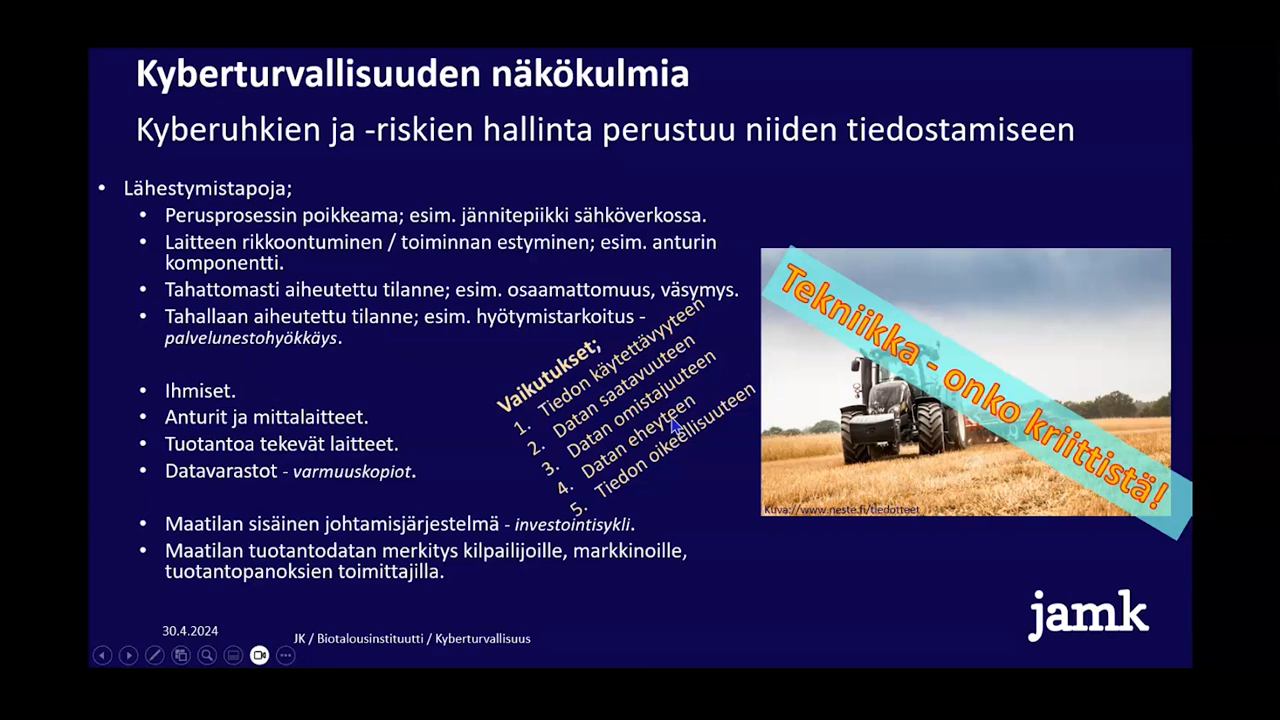 Kyberturvallisuuden näkökulmia
Kyberuhkien ja -riskien hallinta perustuu niiden tiedostamiseen
• Lähestymistapoja;
• Perusprosessin poikkeama; esim. jännitepiikki sähköverkossa.
• Laitteen rikkoontuminen / toiminnan estyminen; esim. anturin
komponentti.
• Tahattomasti aiheutettu tilanne; esim. osaamattomuus, väsymys.
• Tahallaan aiheutettu tilanne; esim. hyötymistarkoitus -
palvelunestohyökkäys.
• Ihmiset.
• Anturit ja mittalaitteet.
• Tuotantoa tekevät laitteet.
• Datavarastot - varmuuskopiot.
• Maatilan sisäinen johtamisjärjestelmä - investointisykli.
• Maatilan tuotantodatan merkitys kilpailijoille, markkinoille,
tuotantopanoksien toimittajilla.
Vaikutukset;
1. Tiedon käytettävyyteen
2. Datan saatavuuteen
3. Datan omistajuuteen
4. Datan eheyteen
5. Tiedon oikeellisuuteen
Tekniikka - onko kriittistä!
Kuva://www.neste.fi/tiedotteet
jamk
30.4.2024
JK / Biotalousinstituutti / Kyberturvallisuus